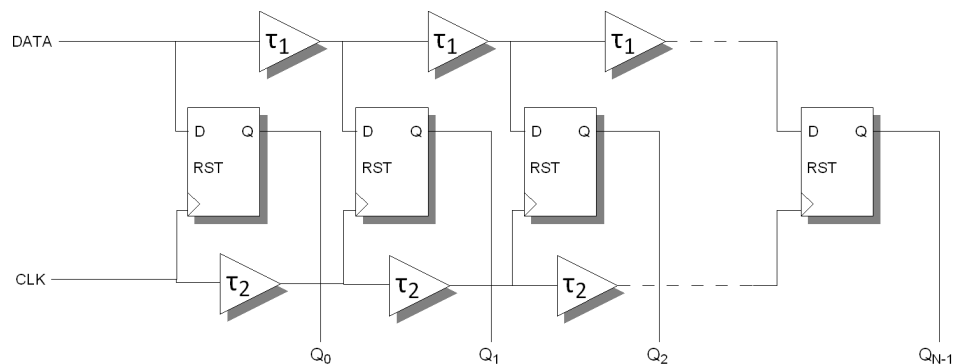 DATA
τ1 τ1 τ1
D Q D Q D Q D Q
RST RST RST RST
CLK
τ2 τ2 τ2
Q0 Q1 Q2 QN-1